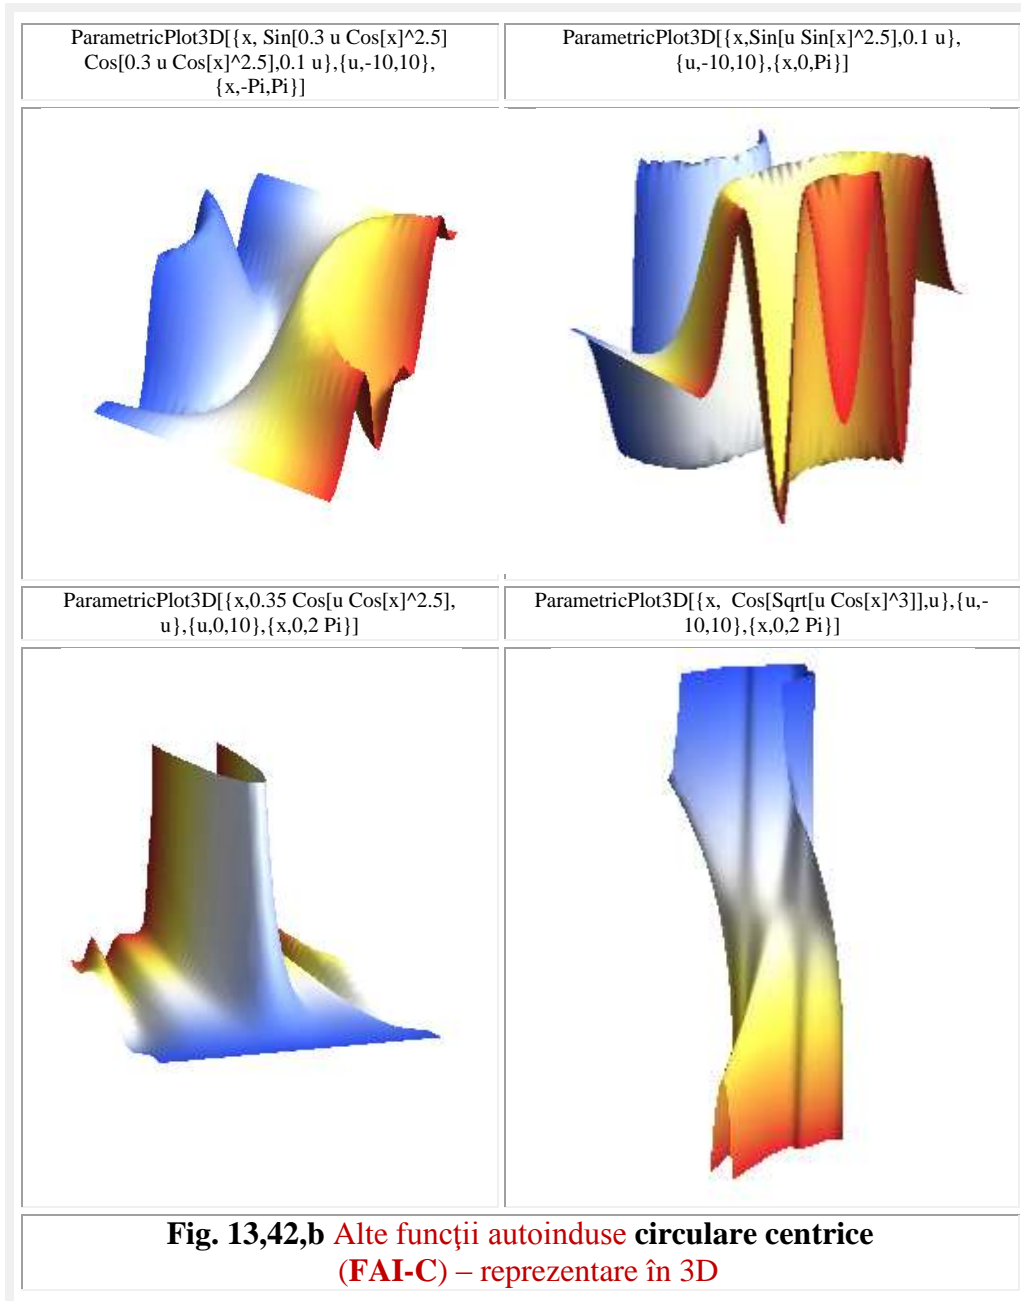 ParametricPlot3D[{x, Sin[0.3 u Cos[x]^2.5]
Cos[0.3 u Cos[x]^2.5],0.1 u},{u,-10,10},
{x,-Pi,Pi}]
ParametricPlot3D[{x,Sin[u Sin[x]^2.5],0.1 u},
{u,-10,10},{x,0,Pi}]
ParametricPlot3D[{x,0.35 Cos[u Cos[x]^2.5],
u},{u,0,10},{x,0,2 Pi}]
ParametricPlot3D[{x, Cos[Sqrt[u Cos[x]^3]],u},{u,-
10,10},{x,0,2 Pi}]
Fig. 13,42,b Alte funcţii autoinduse circulare centrice
(FAI-C) – reprezentare în 3D